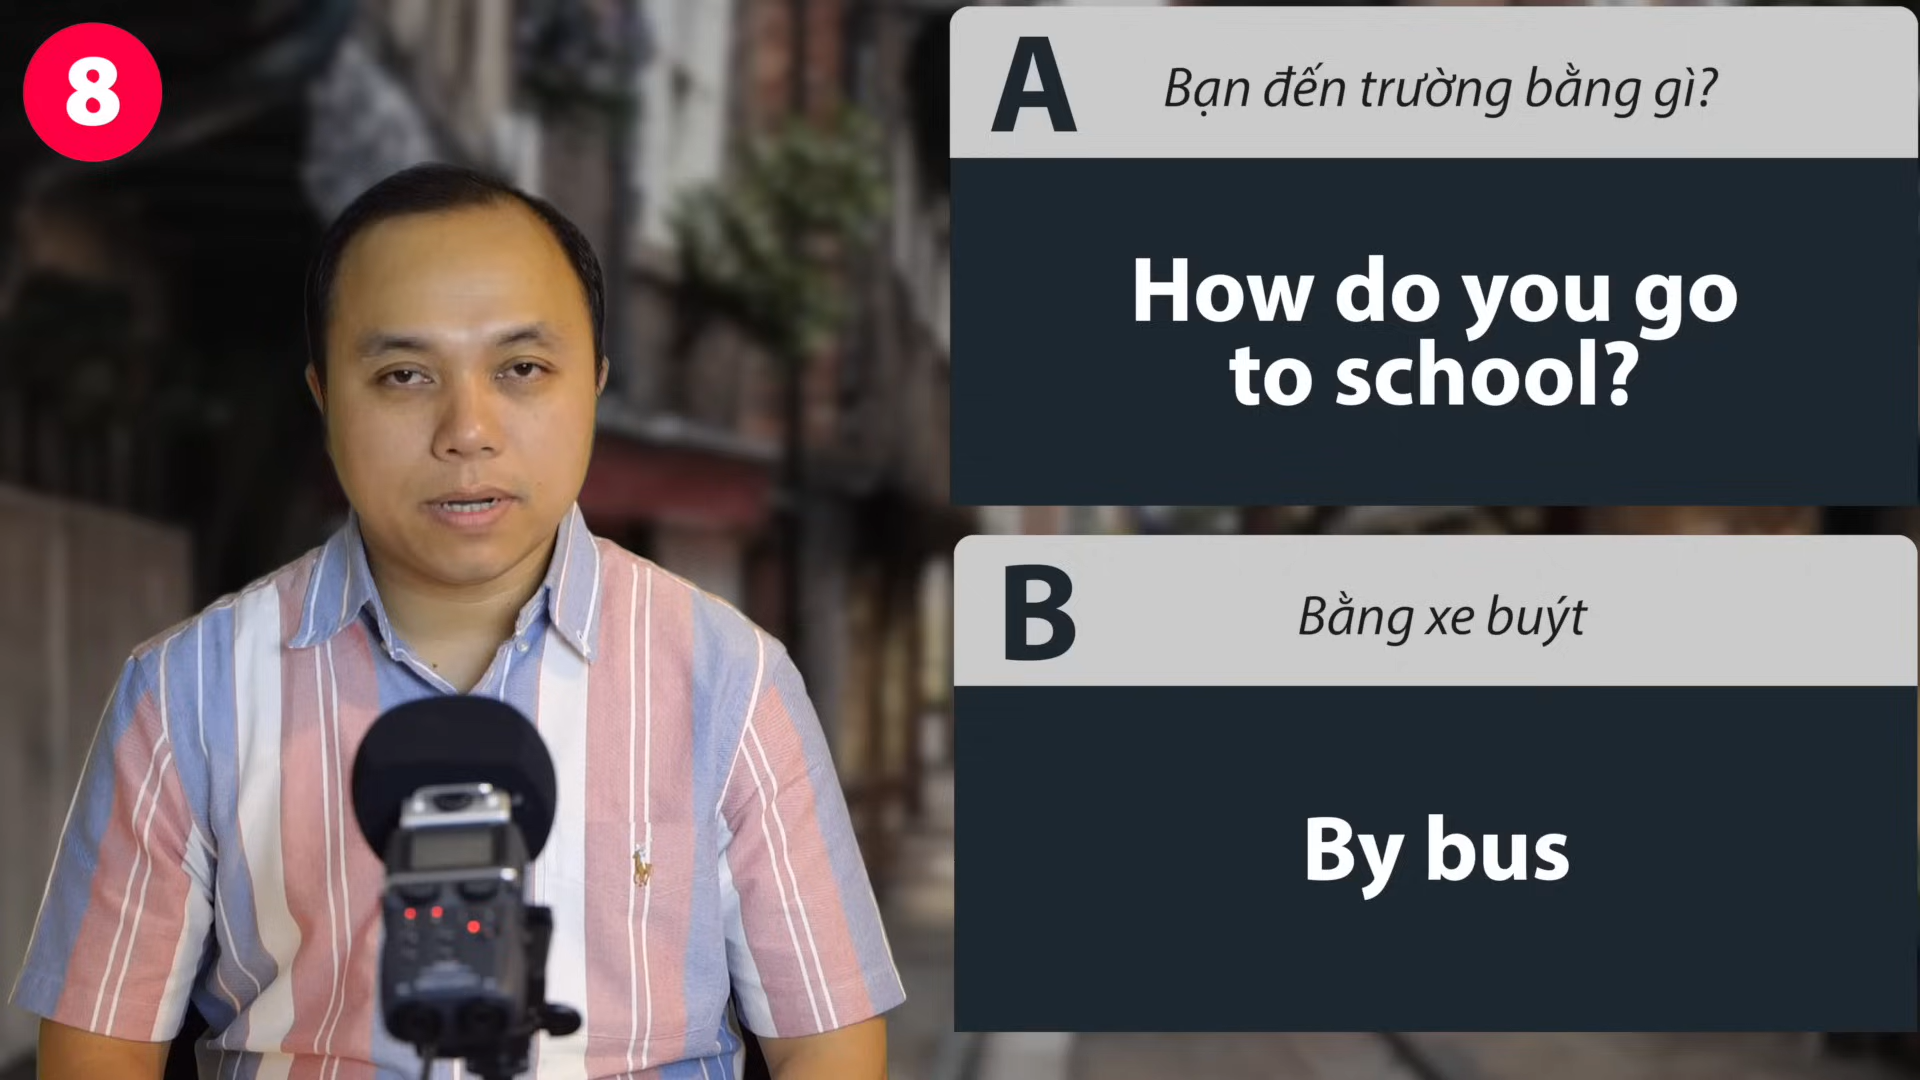 8
A
Bạn đến trường bằng gì?
How do you go
to school?
B
Bằng xe buýt
By bus